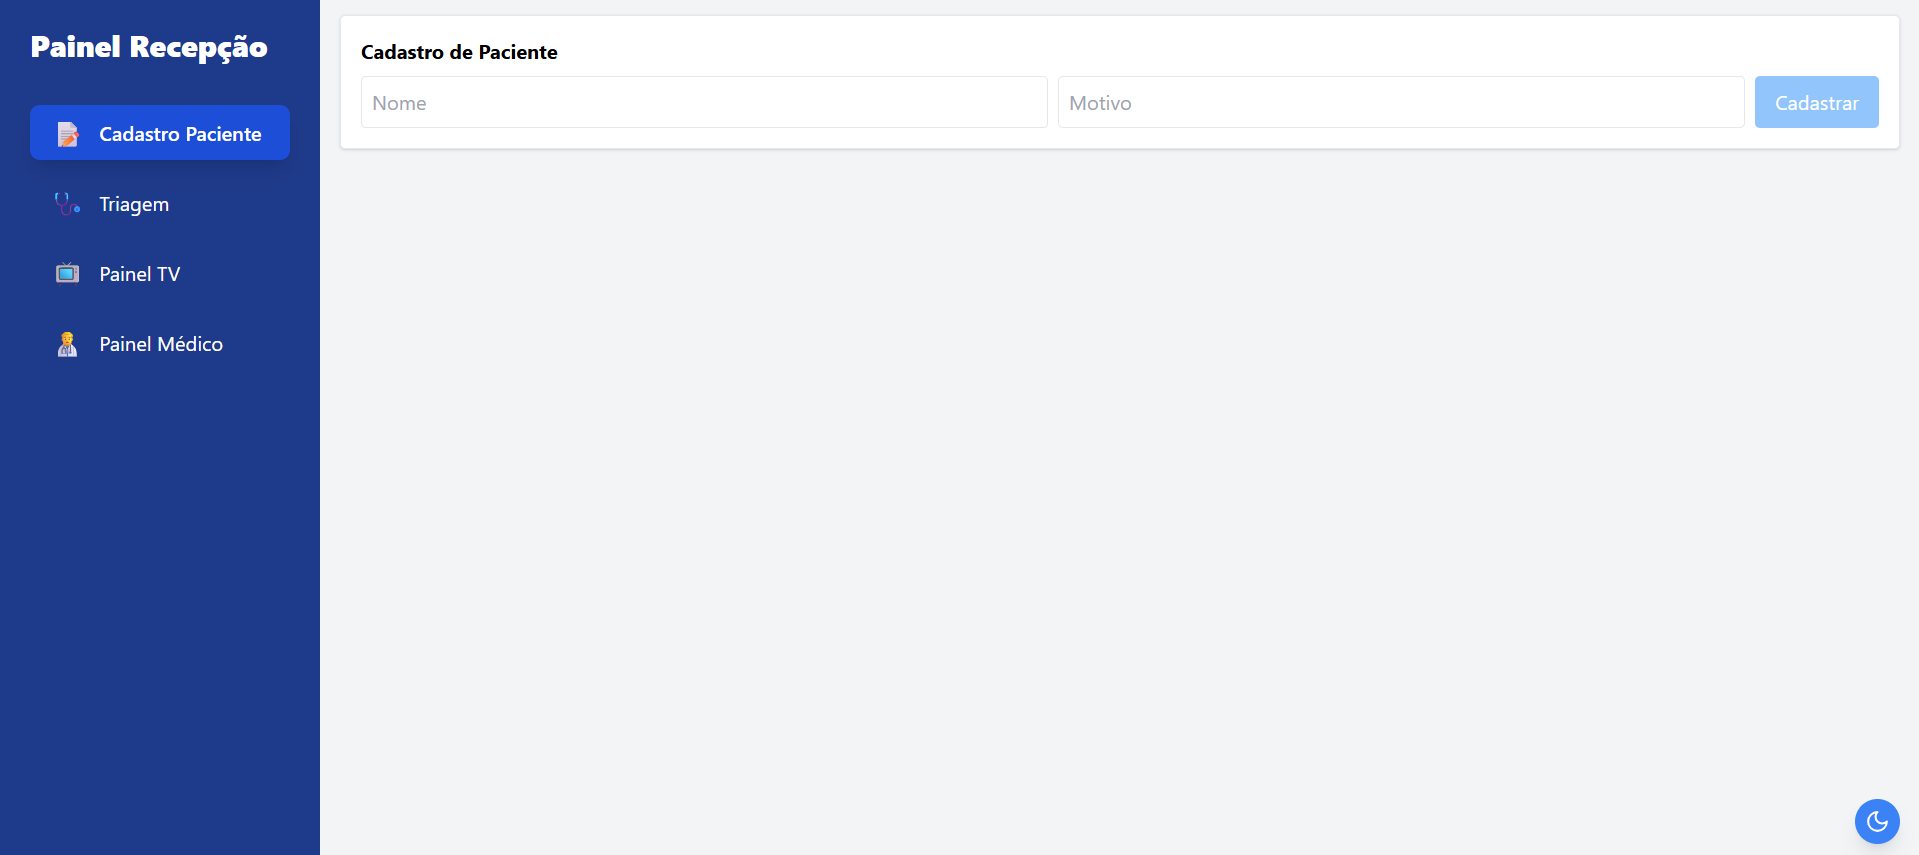 Painel Recepção
Cadastro Paciente
Triagem
Painel TV
Painel Médico
Cadastro de Paciente
Nome
Motivo
Cadastrar